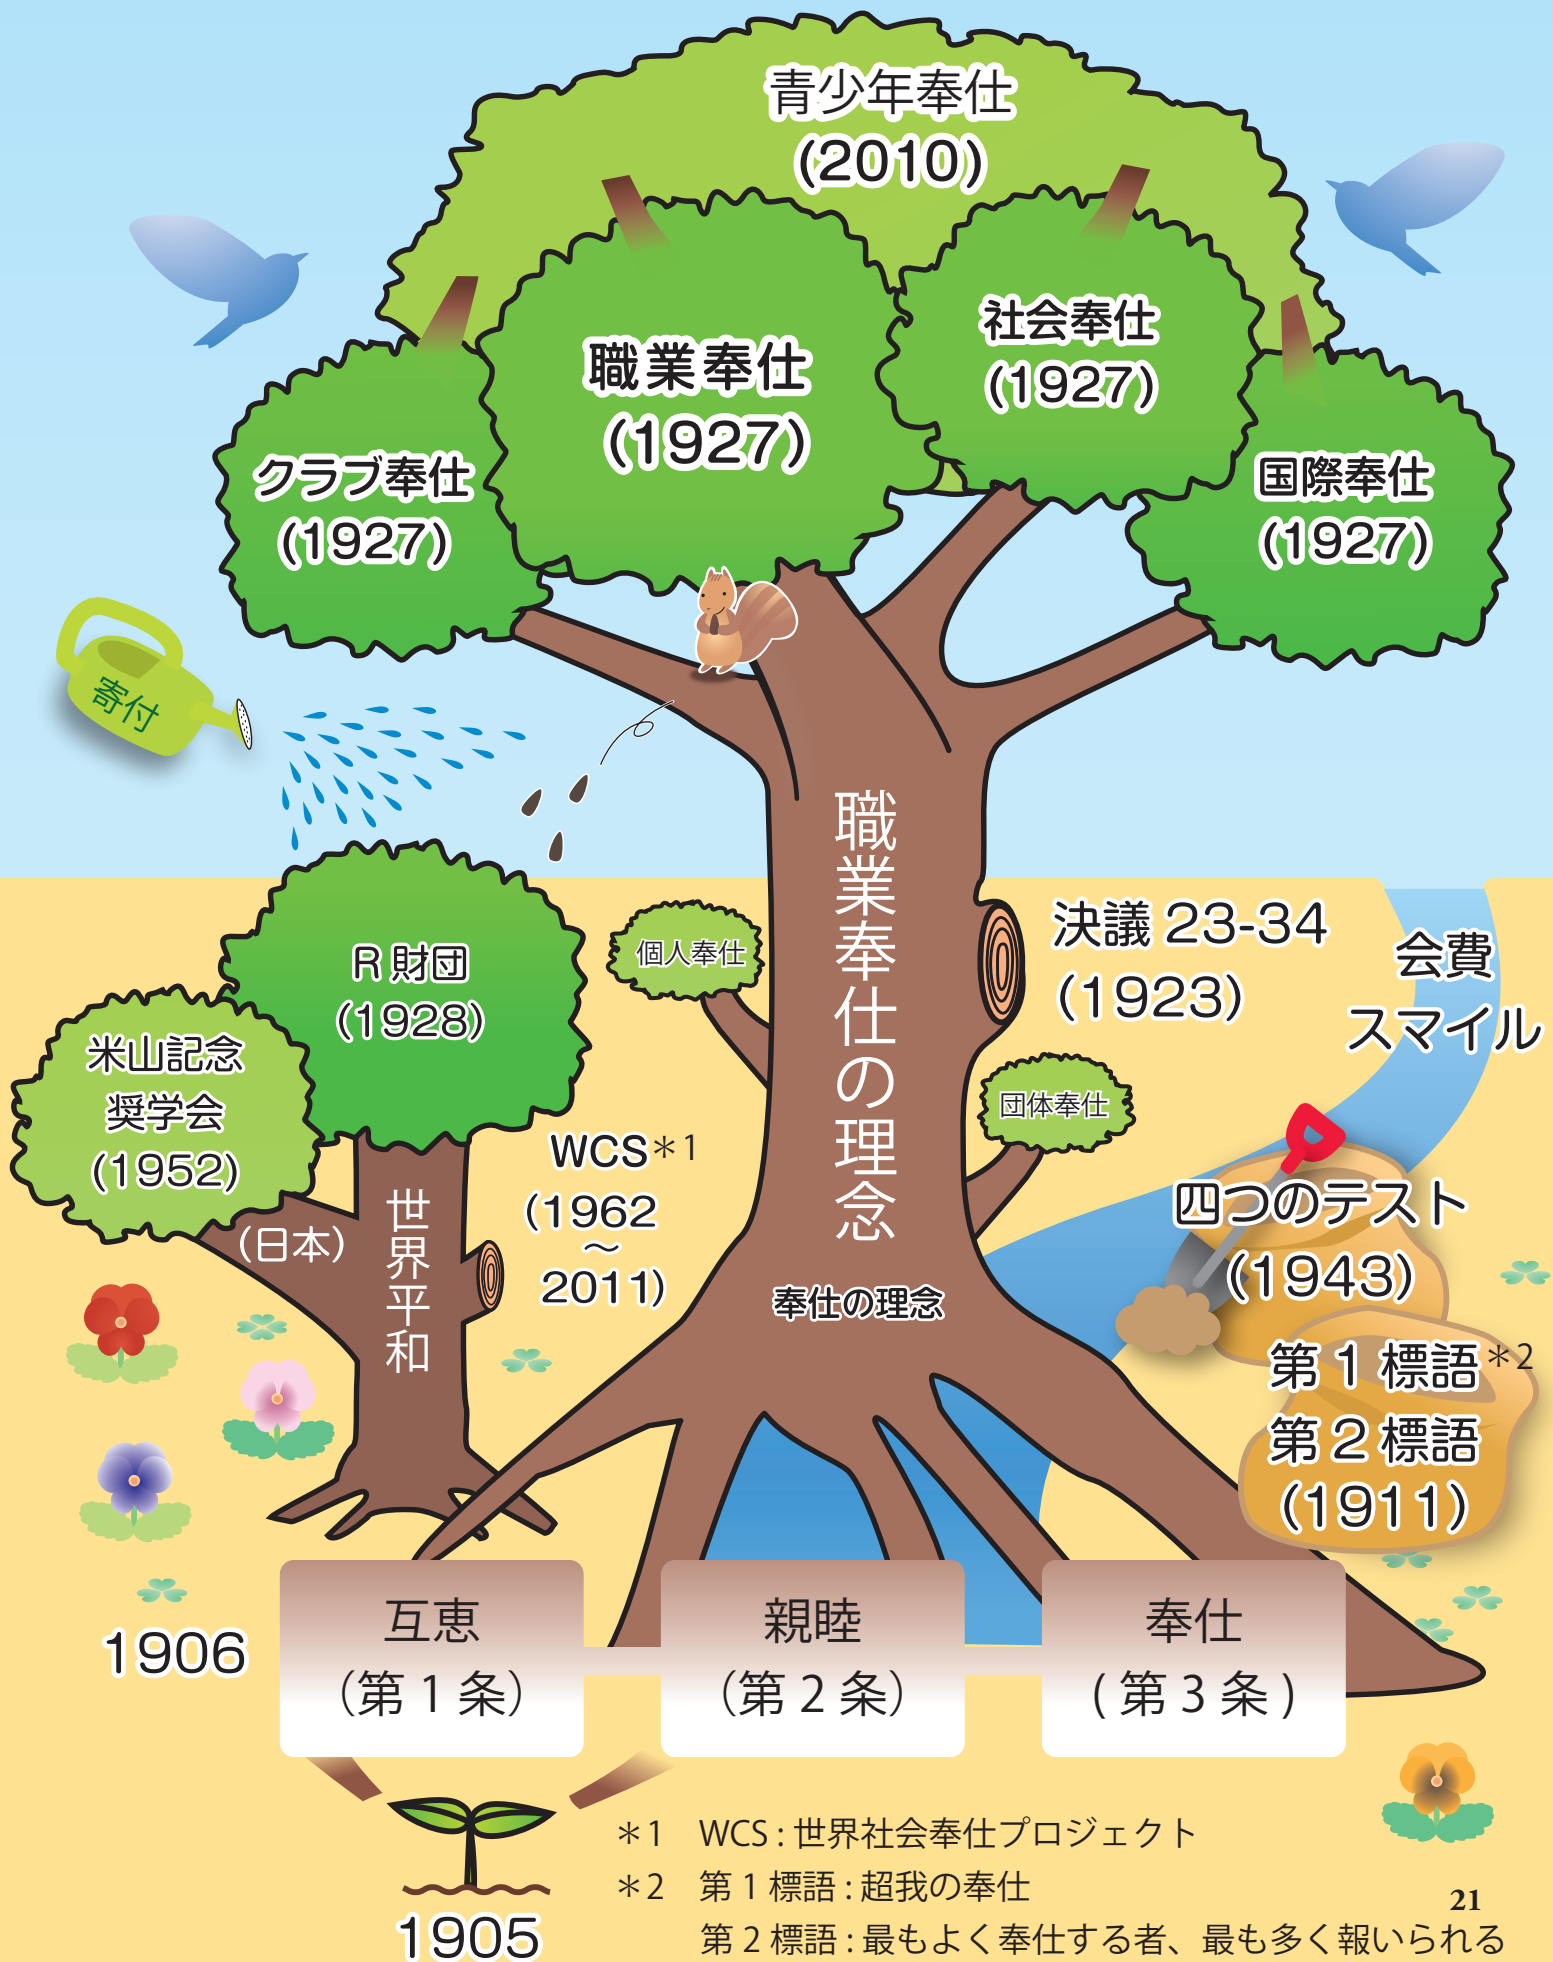 青少年奉仕
(2010)
職業奉仕
(1927)
社会奉仕
(1927)
クラブ奉仕
(1927)
国際奉仕
(1927)
寄付
職業奉仕の理念
奉仕の理念
個人奉仕
団体奉仕
決議 23-34
(1923)
会費
スマイル
R 財団
(1928)
米山記念
奨学会
(1952)
(日本)
世界平和
WCS＊1
(1962
～
2011)
四つのテスト
(1943)
第 1 標語＊2
第 2 標語
(1911)
1906
互恵
（第 1 条）
親睦
（第 2 条）
奉仕
( 第 3 条 )
1905
＊1　WCS : 世界社会奉仕プロジェクト
＊2　第 1 標語 : 超我の奉仕
第 2 標語 : 最もよく奉仕する者、最も多く報いられる
21